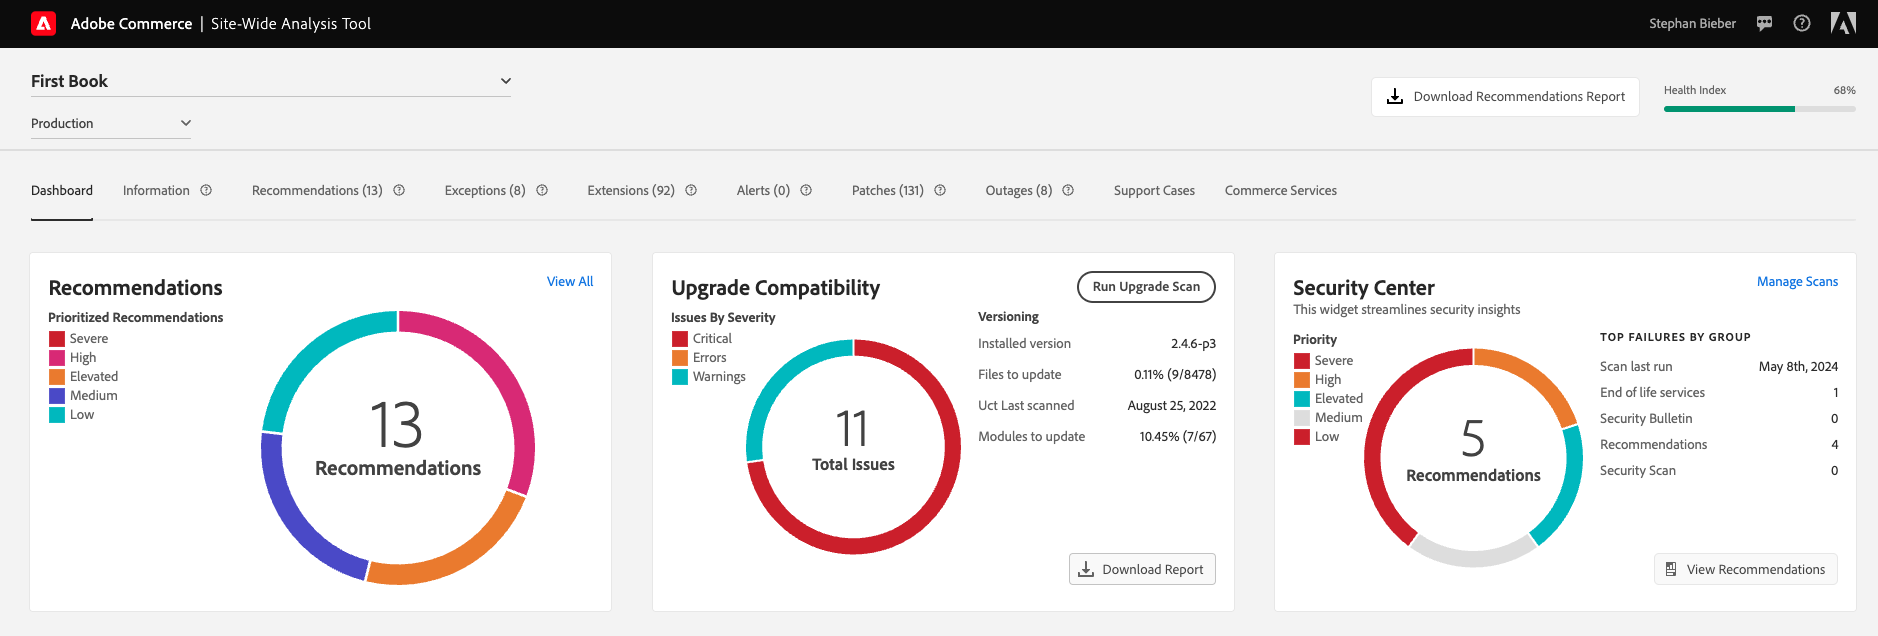 Adobe Commerce | Site-Wide Analysis Tool
Stephan Bieber
First Book
Production
Download Recommendations Report
Health Index 68%
Dashboard Information Recommendations (13) Exceptions (8) Extensions (92) Alerts (0) Patches (131) Outages (8) Support Cases Commerce Services
Recommendations
View All
Prioritized Recommendations
Severe
High
Elevated
Medium
Low
13
Recommendations
Upgrade Compatibility
Run Upgrade Scan
Issues By Severity
Critical
Errors
Warnings
11
Total Issues
Versioning
Installed version 2.4.6-p3
Files to update 0.11% (9/8478)
Uct Last scanned August 25, 2022
Modules to update 10.45% (7/67)
Download Report
Security Center
Manage Scans
This widget streamlines security insights
Priority
Severe
High
Elevated
Medium
Low
5
Recommendations
TOP FAILURES BY GROUP
Scan last run May 8th, 2024
End of life services 1
Security Bulletin 0
Recommendations 4
Security Scan 0
View Recommendations